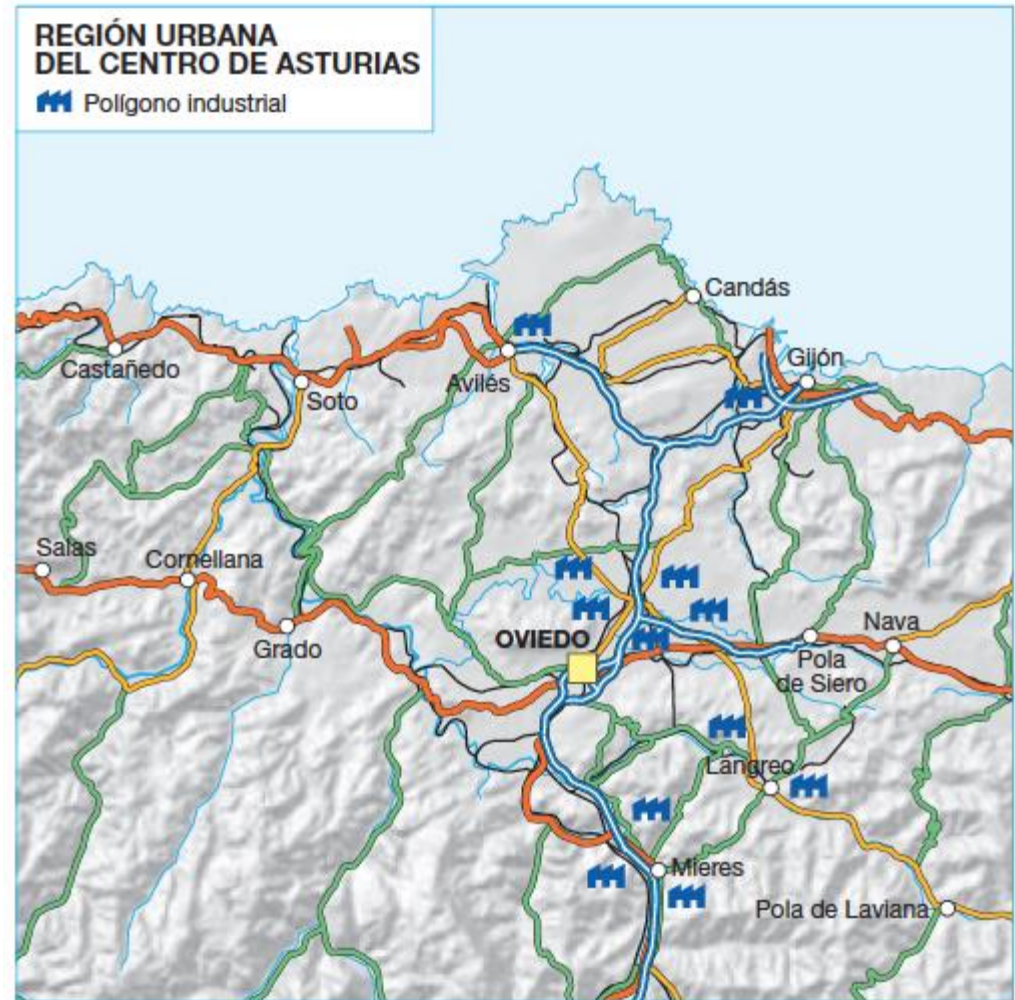 REGIÓN URBANA
DEL CENTRO DE ASTURIAS
Polígono industrial
Candás
Gijón
Castañedo
Avilés
Soto
Salas
Cornellana
Grado
OVIEDO
Nava
Pola
de Siero
Langreo
Mieres
Pola de Laviana